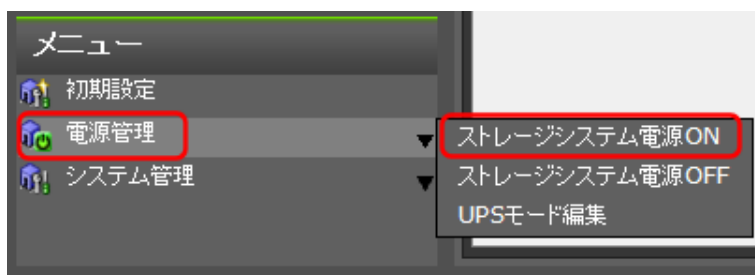 メニュー
初期設定
電源管理
ストレージシステム電源ON
システム管理
ストレージシステム電源OFF
UPSモード編集